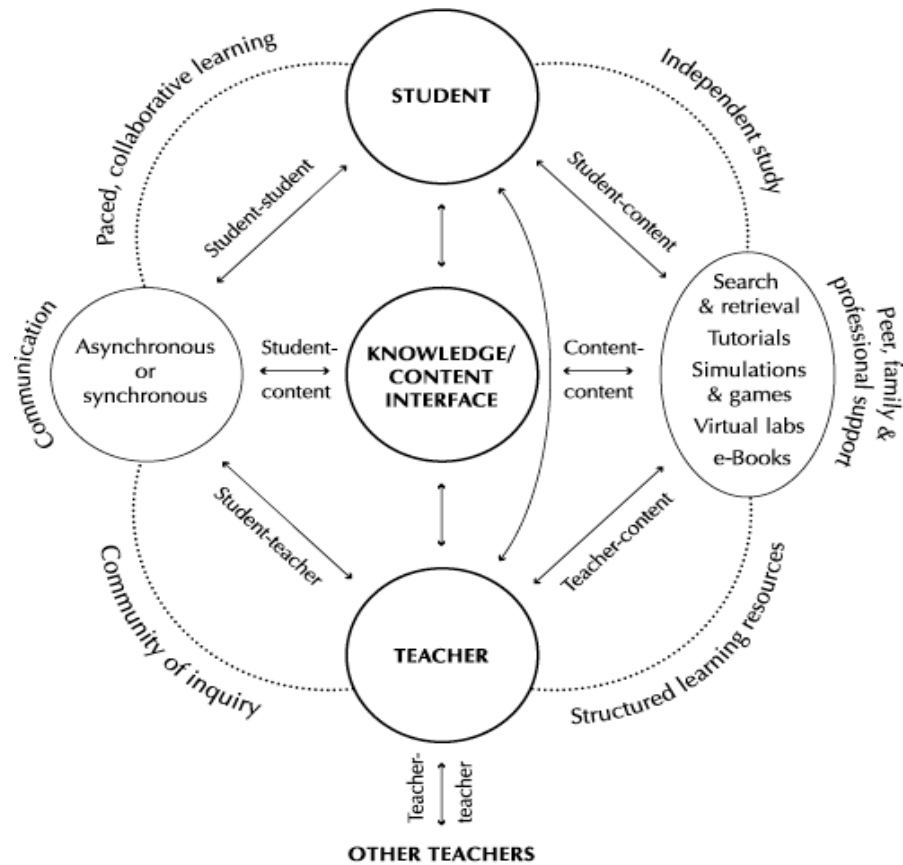 Paced, collaborative learning
STUDENT
Independent study
Student-student
Student-content
Communication
Asynchronous
or
synchronous
Student-
content
KNOWLEDGE/
CONTENT
INTERFACE
Content-
content
Search
& retrieval
Tutorials
Simulations
& games
Virtual labs
e-Books
Peer, family &
professional support
Student-teacher
Teacher-content
Community of inquiry
TEACHER
Structured learning resources
Teacher-
teacher
OTHER TEACHERS